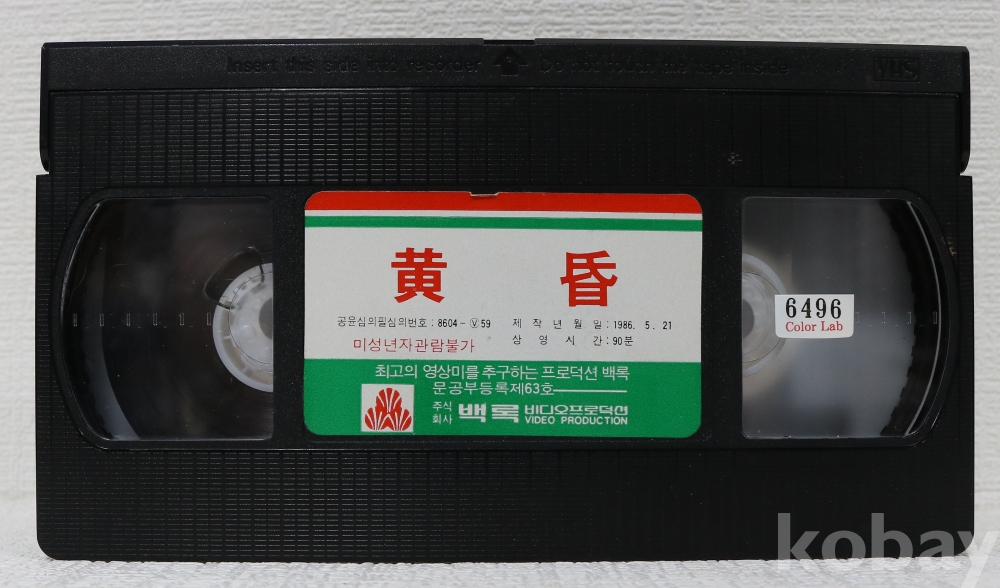 Insert this side into recorder Do not touch the tape inside
VHS
黄昏
공윤심의필심의번호 : 8604-Ⓥ59 제작년월일 : 1986. 5. 21
미성년자관람불가 상영시간 : 90분
6496
Color Lab
최고의 영상미를 추구하는 프로덕션 백록
문공부등록제63호
주식회사 백록 비디오프로덕션
VIDEO PRODUCTION
kobay